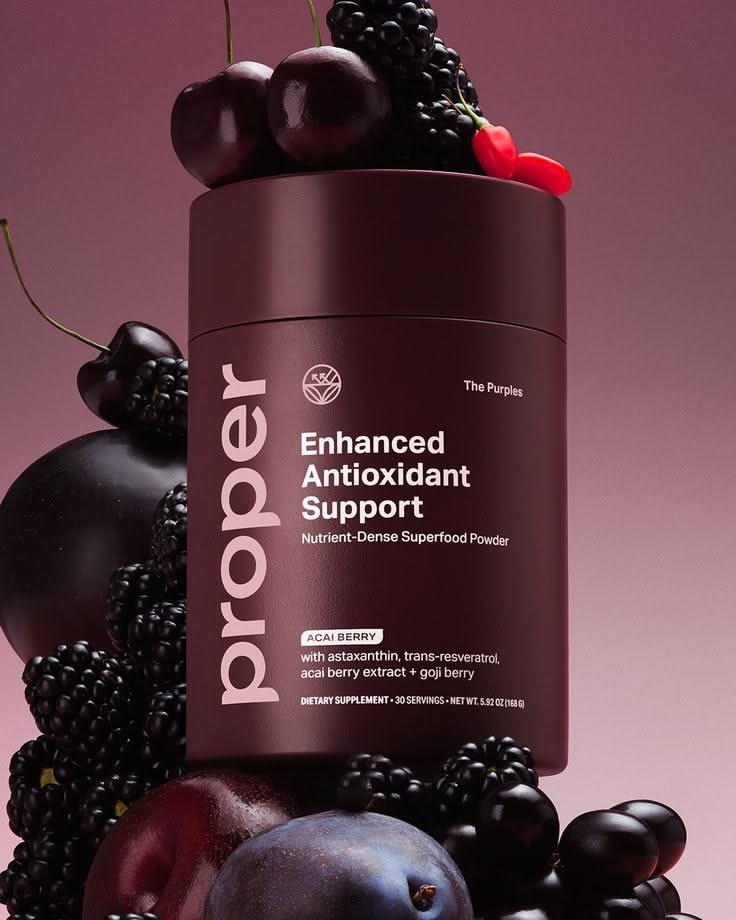 proper
The Purples
Enhanced
Antioxidant
Support
Nutrient-Dense Superfood Powder
ACAI BERRY
with astaxanthin, trans-resveratrol,
acai berry extract + goji berry
DIETARY SUPPLEMENT • 30 SERVINGS • NET WT. 5.92 OZ (168 G)